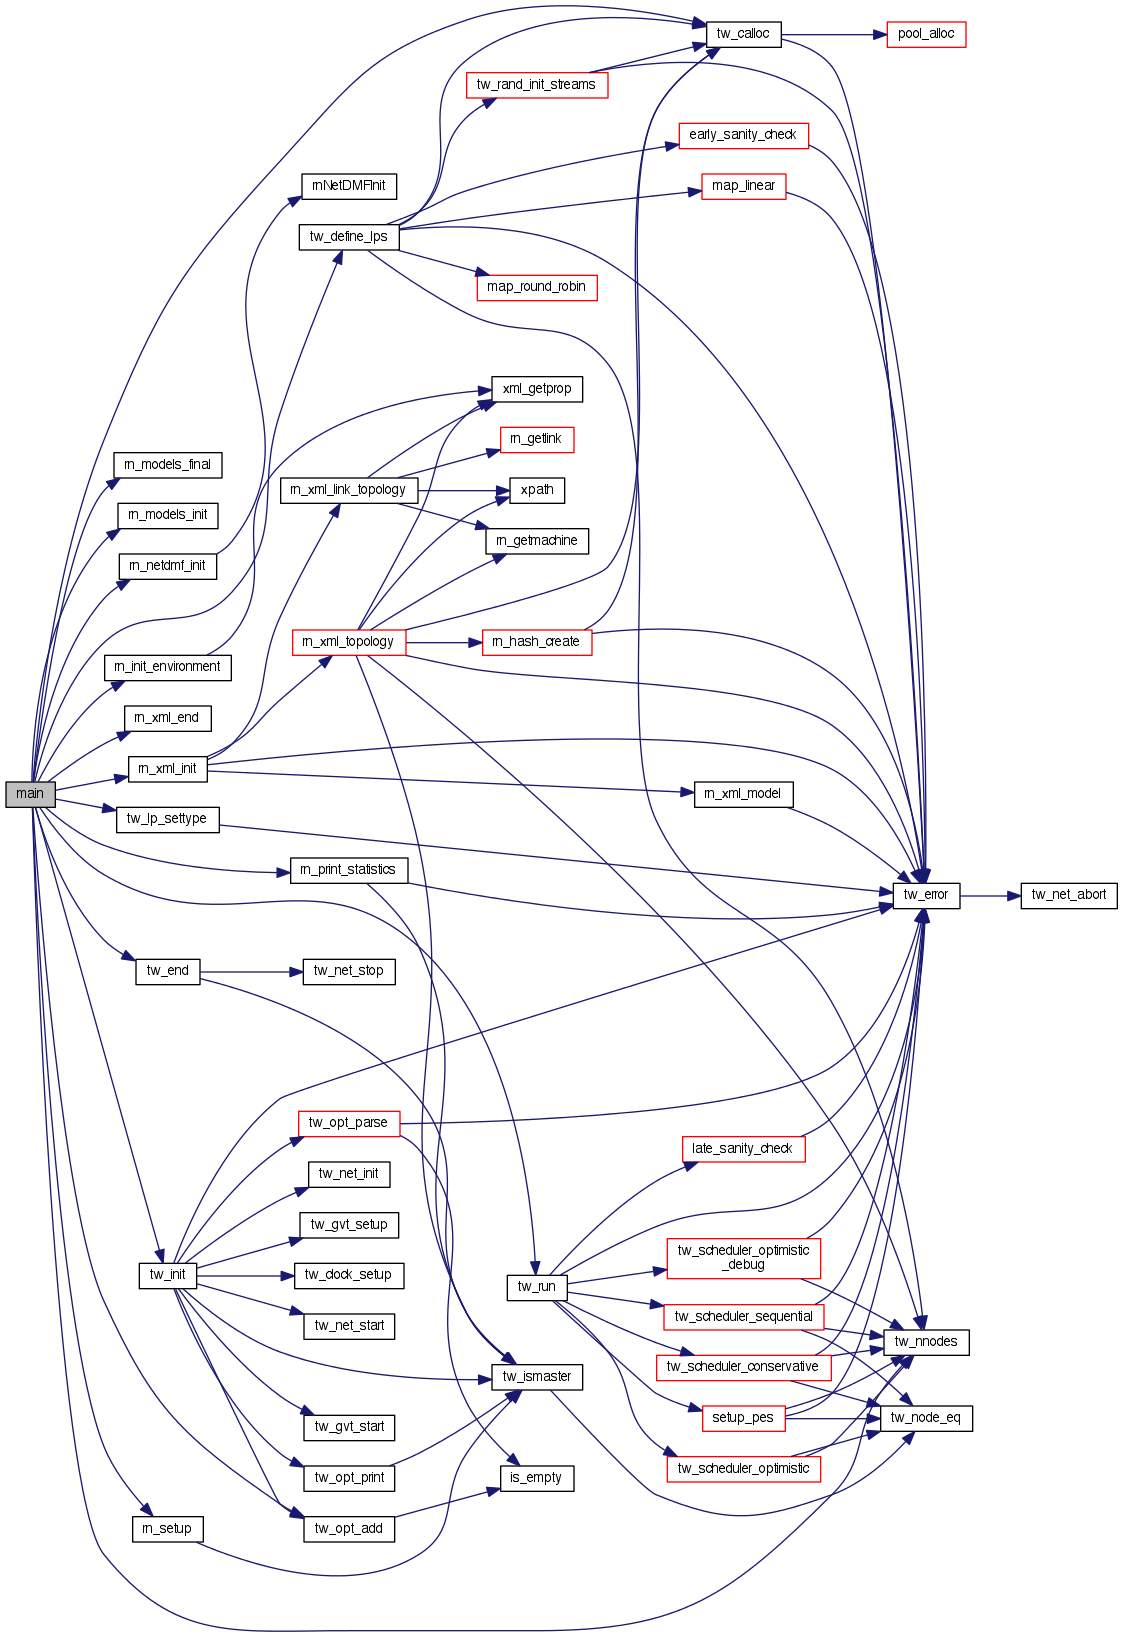 tw_calloc
pool_alloc
tw_rand_init_streams
early_sanity_check
map_linear
rnNetDMFInit
tw_define_lps
map_round_robin
xml_getprop
rn_getlink
rn_models_final
rn_xml_link_topology
xpath
rn_models_init
rn_getmachine
rn_netdmf_init
rn_xml_topology
rn_hash_create
rn_init_environment
rn_xml_end
rn_xml_init
main
rn_xml_model
tw_lp_settype
rn_print_statistics
tw_error
tw_net_abort
tw_end
tw_net_stop
tw_opt_parse
late_sanity_check
tw_net_init
tw_gvt_setup
tw_scheduler_optimistic
_debug
tw_init
tw_clock_setup
tw_run
tw_scheduler_sequential
tw_net_start
tw_nnodes
tw_scheduler_conservative
tw_ismaster
setup_pes
tw_node_eq
tw_gvt_start
tw_scheduler_optimistic
tw_opt_print
is_empty
rn_setup
tw_opt_add